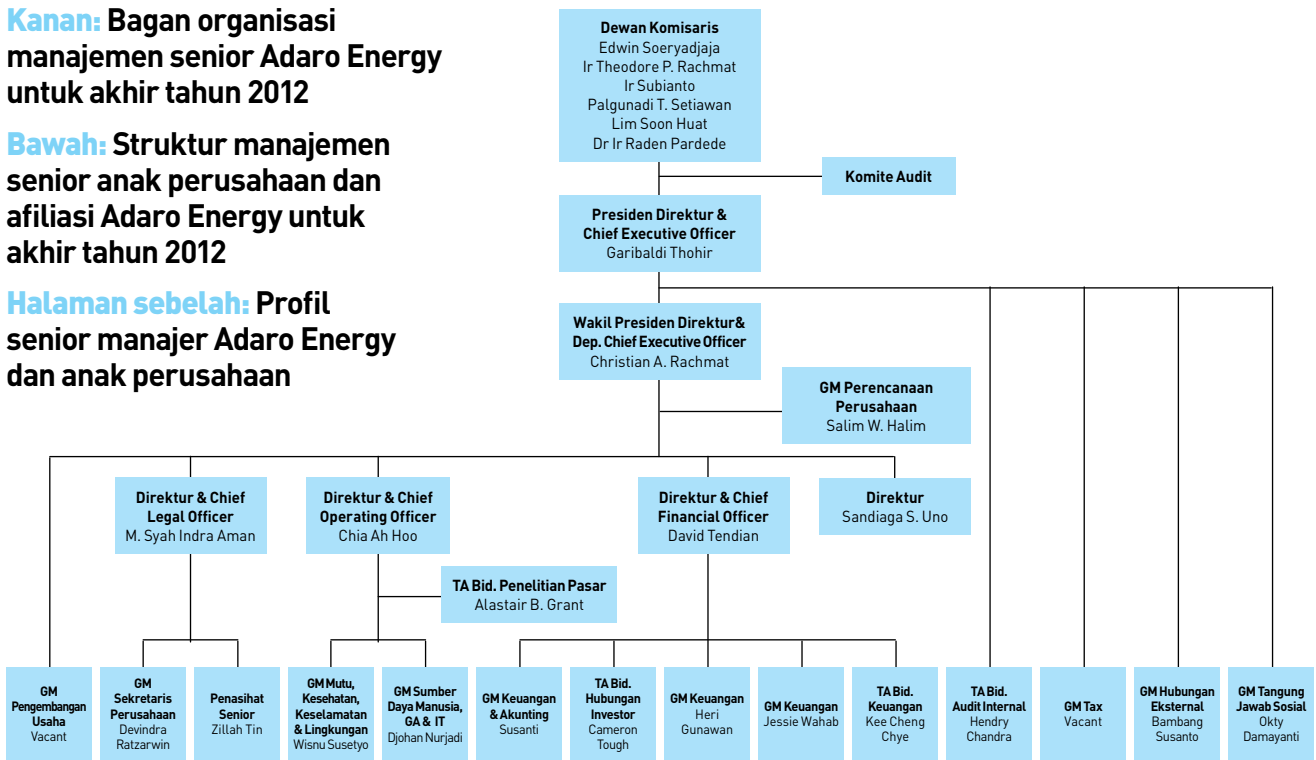 Kanan: Bagan organisasi
manajemen senior Adaro Energy
untuk akhir tahun 2012
Bawah: Struktur manajemen
senior anak perusahaan dan
afiliasi Adaro Energy untuk
akhir tahun 2012
Halaman sebelah: Profil
senior manajer Adaro Energy
dan anak perusahaan
Dewan Komisaris
Edwin Soeryadjaja
Ir Theodore P. Rachmat
Ir Subianto
Palgunadi T. Setiawan
Lim Soon Huat
Dr Ir Raden Pardede
Komite Audit
Presiden Direktur &
Chief Executive Officer
Garibaldi Thohir
Wakil Presiden Direktur&
Dep. Chief Executive Officer
Christian A. Rachmat
GM Perencanaan
Perusahaan
Salim W. Halim
Direktur & Chief
Legal Officer
M. Syah Indra Aman
Direktur & Chief
Operating Officer
Chia Ah Hoo
Direktur & Chief
Financial Officer
David Tendian
Direktur
Sandiaga S. Uno
TA Bid. Penelitian Pasar
Alastair B. Grant
GM
Pengembangan
Usaha
Vacant
GM
Sekretaris
Perusahaan
Devindra
Ratzarwin
Penasihat
Senior
Zillah Tin
GM Mutu,
Kesehatan,
Keselamatan
& Lingkungan
Wisnu Susetyo
GM Sumber
Daya Manusia,
GA & IT
Djohan Nurjadi
GM Keuangan
& Akunting
Susanti
TA Bid.
Hubungan
Investor
Cameron
Tough
GM Keuangan
Heri
Gunawan
GM Keuangan
Jessie Wahab
TA Bid.
Keuangan
Kee Cheng
Chye
TA Bid.
Audit Internal
Hendry
Chandra
GM Tax
Vacant
GM Hubungan
Eksternal
Bambang
Susanto
GM Tangung
Jawab Sosial
Okty
Damayanti